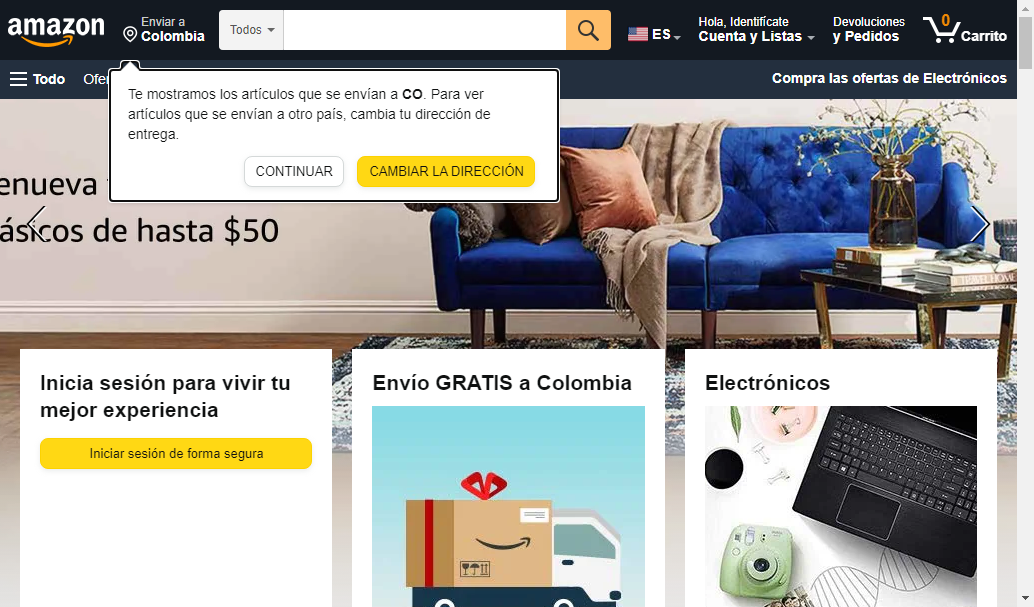 amazon
Enviar a
Colombia
Todos
ES
Hola, Identifícate
Cuenta y Listas
Devoluciones
y Pedidos
0
Carrito
Todo
Compra las ofertas de Electrónicos
Te mostramos los artículos que se envían a CO. Para ver
artículos que se envían a otro país, cambia tu dirección de
entrega.
CONTINUAR
CAMBIAR LA DIRECCIÓN
enueva
ásicos de hasta $50
Inicia sesión para vivir tu
mejor experiencia
Iniciar sesión de forma segura
Envío GRATIS a Colombia
Electrónicos